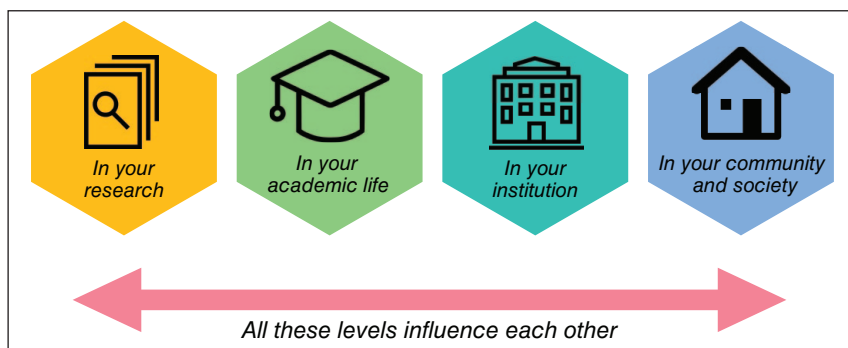 In your
research
In your
academic life
In your
institution
In your community
and society
All these levels influence each other